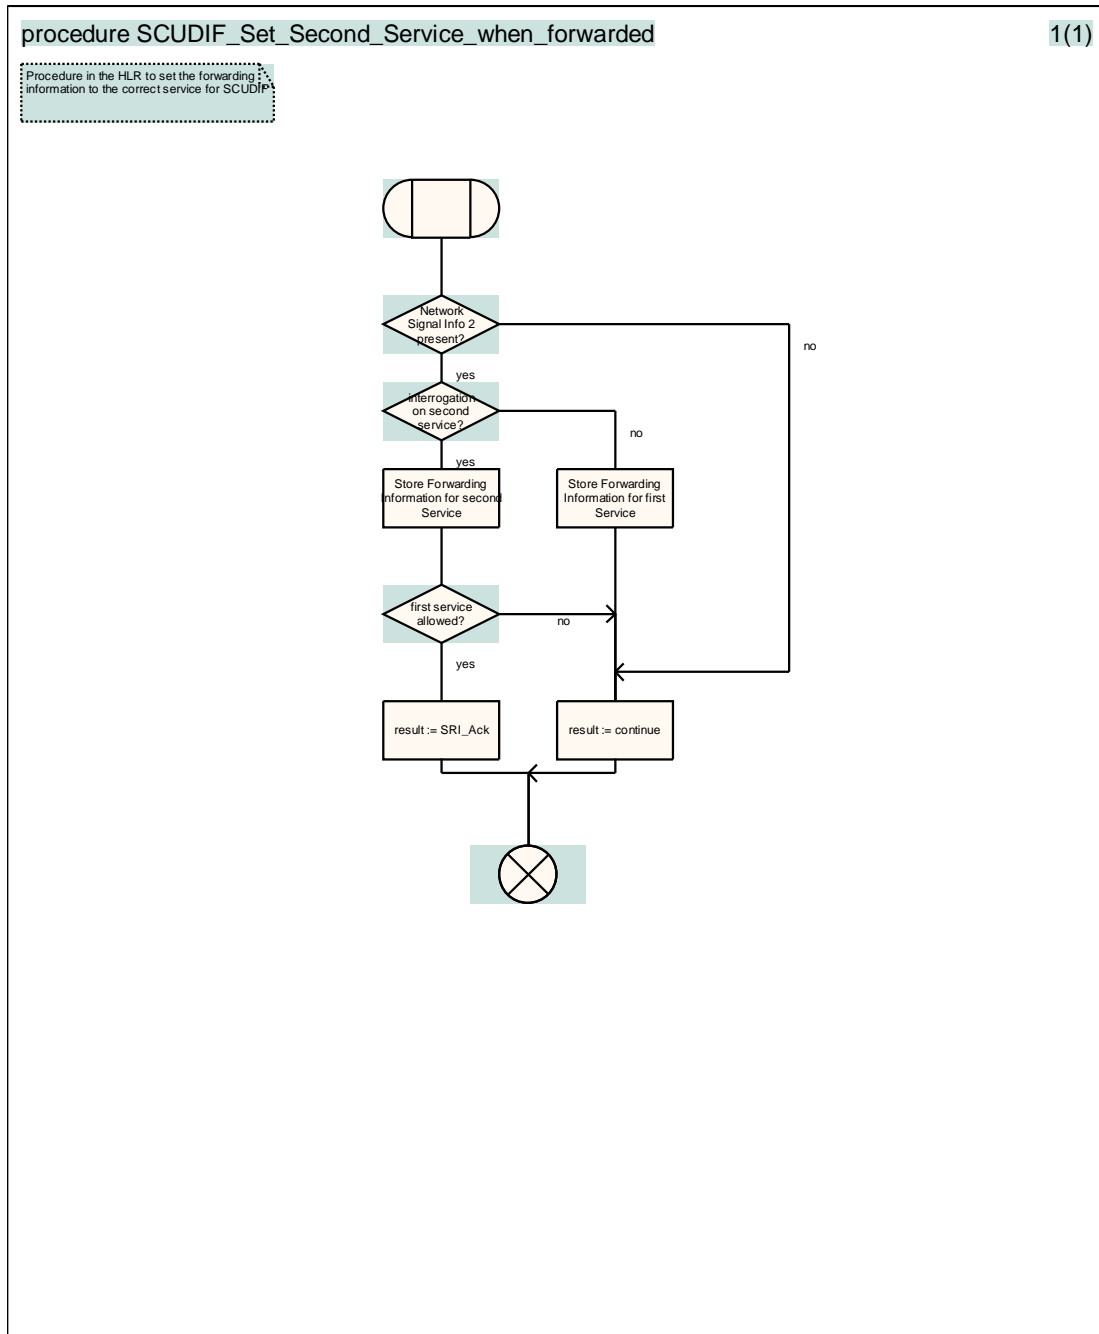 procedure SCUDIF_Set_Second_Service_when_forwarded
1(1)
Procedure in the HLR to set the forwarding
information to the correct service for SCUDIF
Network
Signal Info 2
present?
no
yes
interrogation
on second
service?
no
yes
Store Forwarding
Information for second
Service
Store Forwarding
Information for first
Service
first service
allowed?
no
yes
result := SRI_Ack
result := continue